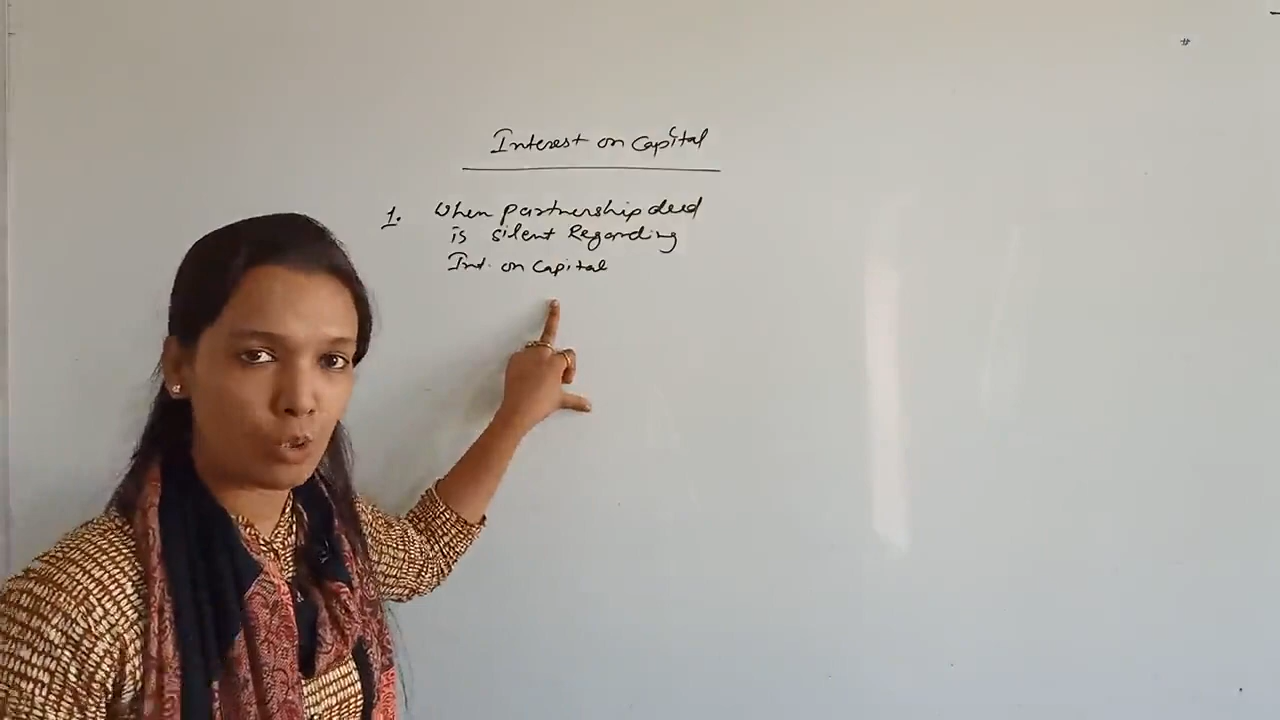 Interest on Capital
1. When partnership deed
is silent Regarding
Int. on Capital